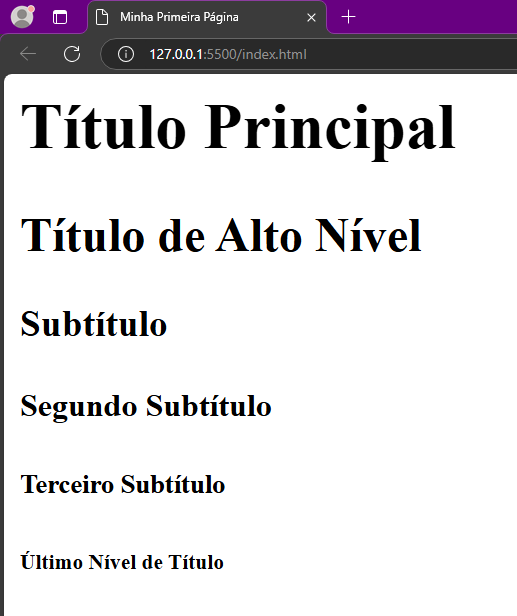 Minha Primeira Página
127.0.0.1:5500/index.html
Título Principal
Título de Alto Nível
Subtítulo
Segundo Subtítulo
Terceiro Subtítulo
Último Nível de Título